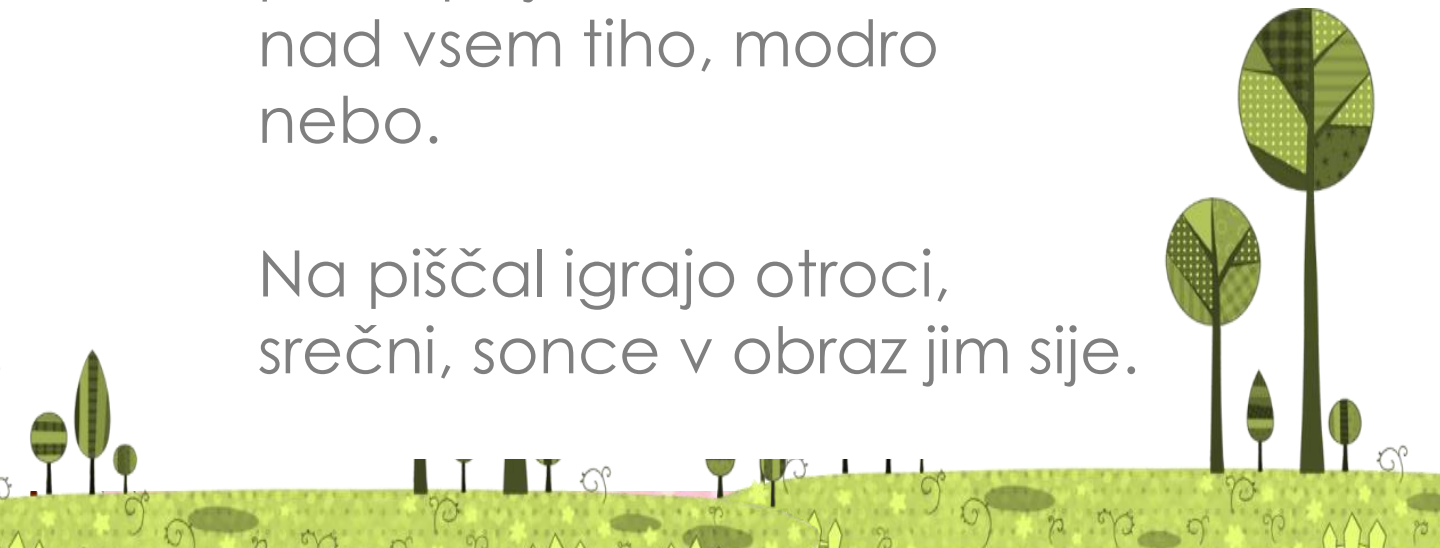 nad vsem tiho, modro
nebo.
Na piščal igrajo otroci,
srečni, sonce v obraz jim sije.